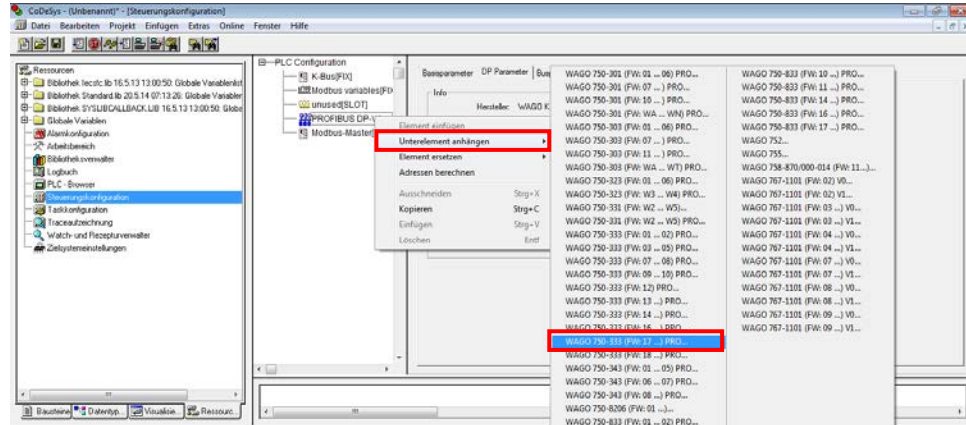 CoDeSys - (Unbenannt)* - [Steuerungskonfiguration]
Datei Bearbeiten Projekt Einfügen Extras Online Fenster Hilfe
Ressourcen
Bibliothek Iecsfc.lib 16.5.13 13:00:50: Globale Variablenlist
Bibliothek Standard.lib 20.5.14 07:13:26: Globale Variablen
Bibliothek SYSLIBCALLBACK.LIB 16.5.13 13:00:50: Globa
Globale Variablen
Alarmkonfiguration
Arbeitsbereich
Bibliotheksverwalter
Logbuch
PLC - Browser
Steuerungskonfiguration
Taskkonfiguration
Traceaufzeichnung
Watch- und Rezepturverwalter
Zielsystemeinstellungen
Bausteine
Datentyp...
Visualisie...
Ressourc...
PLC Configuration
K-Bus[FIX]
Modbus variables[FIX
unused[SLOT]
PROFIBUS DP-
Modbus-Master[
Basisparameter DP Parameter Bus
Info
Hersteller: WAGO K
Element einfügen
Unterelement anhängen
Element ersetzen
Adressen berechnen
Ausschneiden Strg+X
Kopieren Strg+C
Einfügen Strg+V
Löschen Entf
WAGO 750-301 (FW: 01 ... 06) PRO...
WAGO 750-301 (FW: 07 ...) PRO...
WAGO 750-301 (FW: 10 ...) PRO...
WAGO 750-301 (FW: WA ... WN) PRO...
WAGO 750-303 (FW: 01 ... 06) PRO...
WAGO 750-303 (FW: 07 ...) PRO...
WAGO 750-303 (FW: 11 ...) PRO...
WAGO 750-303 (FW: WA ... WT) PRO...
WAGO 750-323 (FW: 01 ... 06) PRO...
WAGO 750-323 (FW: W3 ... W4) PRO...
WAGO 750-331 (FW: W2 ... W5)...
WAGO 750-331 (FW: W2 ... W5) PRO...
WAGO 750-333 (FW: 01 ... 02) PRO...
WAGO 750-333 (FW: 03 ... 05) PRO...
WAGO 750-333 (FW: 07 ... 08) PRO...
WAGO 750-333 (FW: 09 ... 10) PRO...
WAGO 750-333 (FW: 12) PRO...
WAGO 750-333 (FW: 13 ...) PRO...
WAGO 750-333 (FW: 14 ...) PRO...
WAGO 750-333 (FW: 16 ...) PRO...
WAGO 750-333 (FW: 17 ...) PRO...
WAGO 750-333 (FW: 18 ...) PRO...
WAGO 750-343 (FW: 01 ... 05) PRO...
WAGO 750-343 (FW: 06 ... 07) PRO...
WAGO 750-343 (FW: 08 ...) PRO...
WAGO 750-8206 (FW: 01 ...)...
WAGO 750-833 (FW: 01 ... 02) PRO...
WAGO 750-833 (FW: 10 ...) PRO...
WAGO 750-833 (FW: 11 ...) PRO...
WAGO 750-833 (FW: 14 ...) PRO...
WAGO 750-833 (FW: 16 ...) PRO...
WAGO 750-833 (FW: 17 ...) PRO...
WAGO 752...
WAGO 755...
WAGO 758-870/000-014 (FW: 11...)...
WAGO 767-1101 (FW: 02) V0...
WAGO 767-1101 (FW: 02) V1...
WAGO 767-1101 (FW: 03 ...) V0...
WAGO 767-1101 (FW: 03 ...) V1...
WAGO 767-1101 (FW: 04 ...) V0...
WAGO 767-1101 (FW: 04 ...) V1...
WAGO 767-1101 (FW: 07 ...) V0...
WAGO 767-1101 (FW: 07 ...) V1...
WAGO 767-1101 (FW: 08 ...) V0...
WAGO 767-1101 (FW: 08 ...) V1...
WAGO 767-1101 (FW: 09 ...) V0...
WAGO 767-1101 (FW: 09 ...) V1...